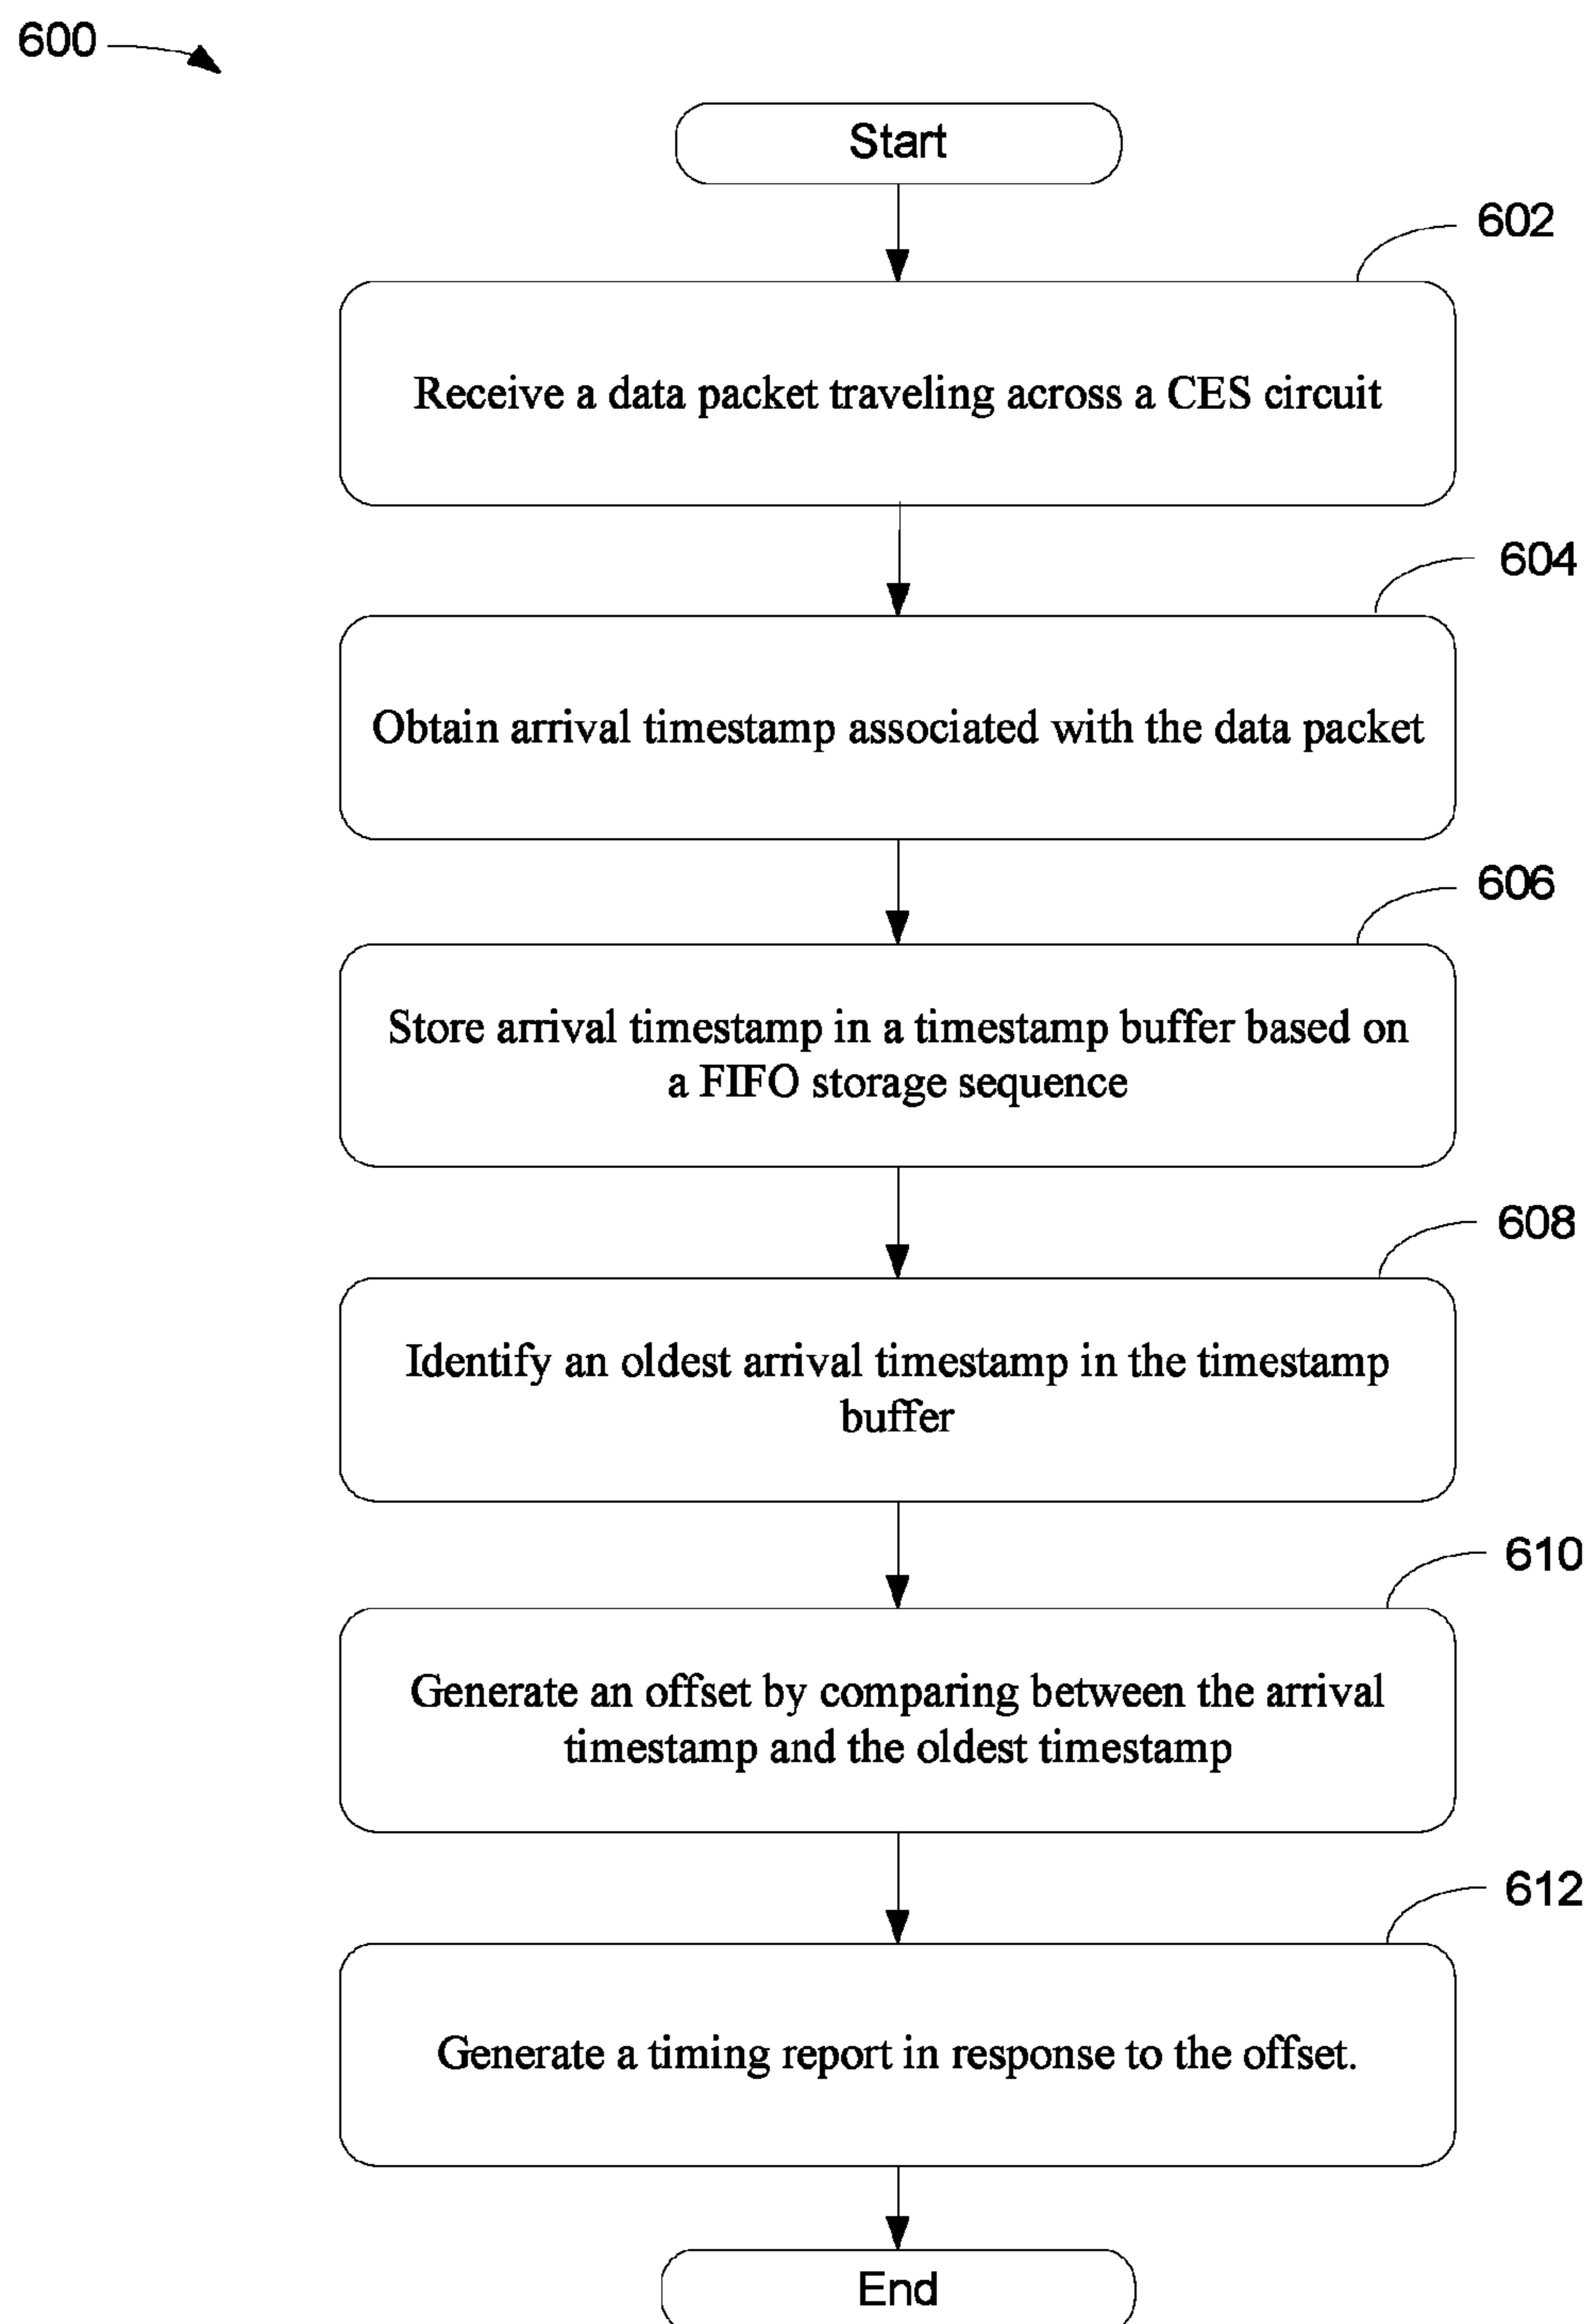 600
Start
602
Receive a data packet traveling across a CES circuit
604
Obtain arrival timestamp associated with the data packet
606
Store arrival timestamp in a timestamp buffer based on
a FIFO storage sequence
608
Identify an oldest arrival timestamp in the timestamp
buffer
610
Generate an offset by comparing between the arrival
timestamp and the oldest timestamp
612
Generate a timing report in response to the offset.
End